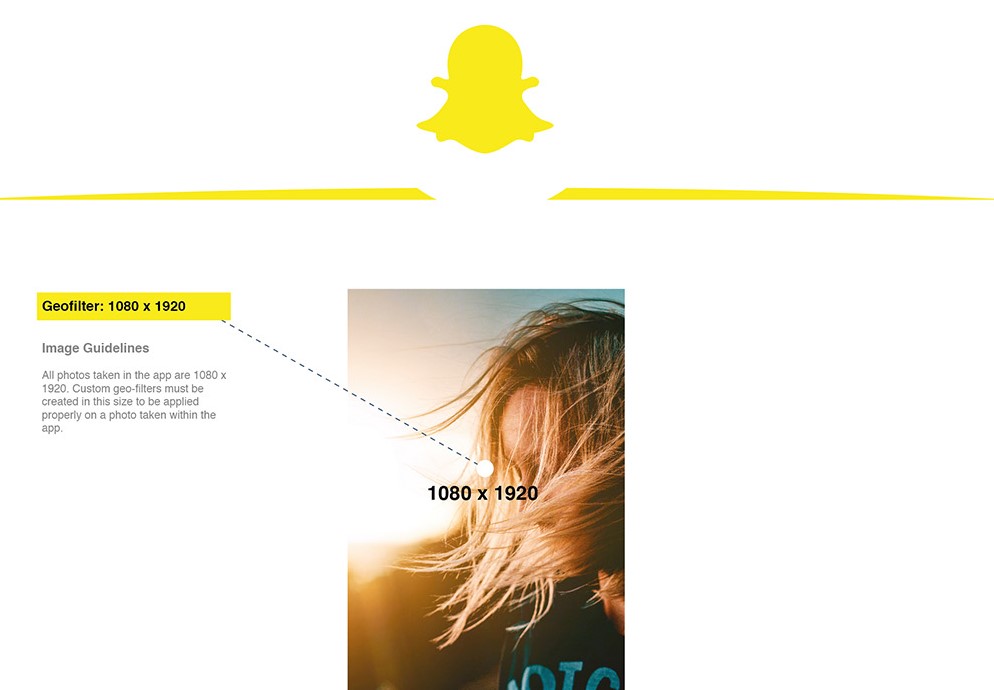 Geofilter: 1080 x 1920
Image Guidelines
All photos taken in the app are 1080 x
1920. Custom geo-filters must be
created in this size to be applied
properly on a photo taken within the
app.
1080 x 1920